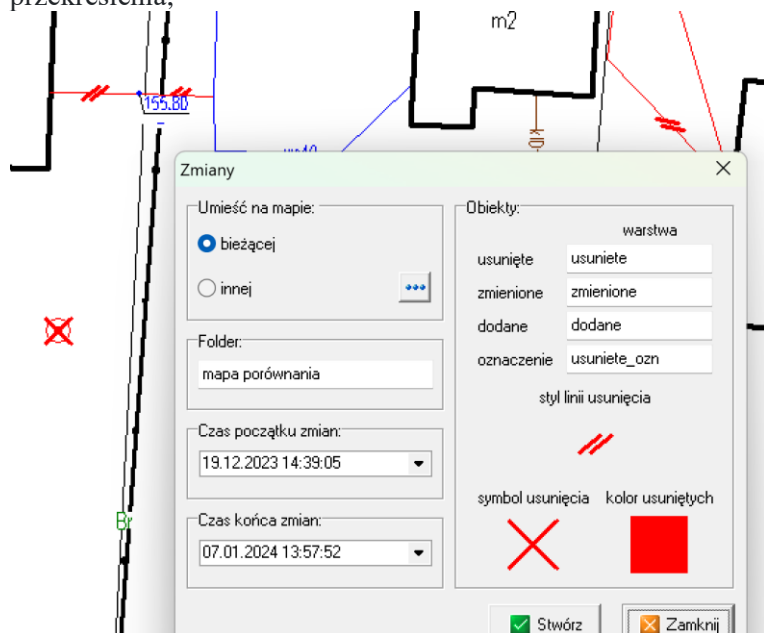 przekreślenia,
m2
155.80
kID
Zmiany
Umieść na mapie:
bieżącej
innej
Folder:
mapa porównania
Czas początku zmian:
19.12.2023 14:39:05
Czas końca zmian:
07.01.2024 13:57:52
Obiekty:
warstwa
usunięte usuniete
zmienione zmienione
dodane dodane
oznaczenie usuniete_ozn
styl linii usunięcia
symbol usunięcia kolor usuniętych
Br
Stwórz Zamknij